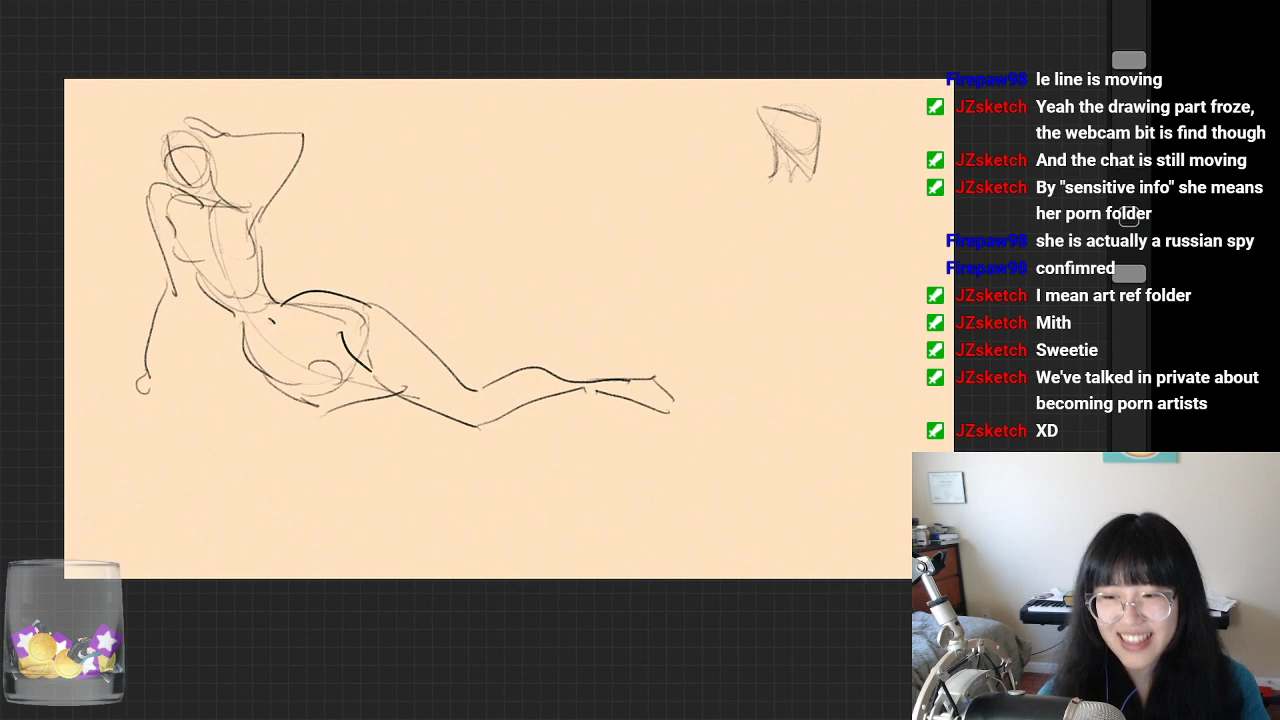 Firepaw98 le line is moving
JZsketch Yeah the drawing part froze,
the webcam bit is find though
JZsketch And the chat is still moving
JZsketch By "sensitive info" she means
her porn folder
Firepaw98 she is actually a russian spy
Firepaw98 confimred
JZsketch I mean art ref folder
JZsketch Mith
JZsketch Sweetie
JZsketch We've talked in private about
becoming porn artists
JZsketch XD